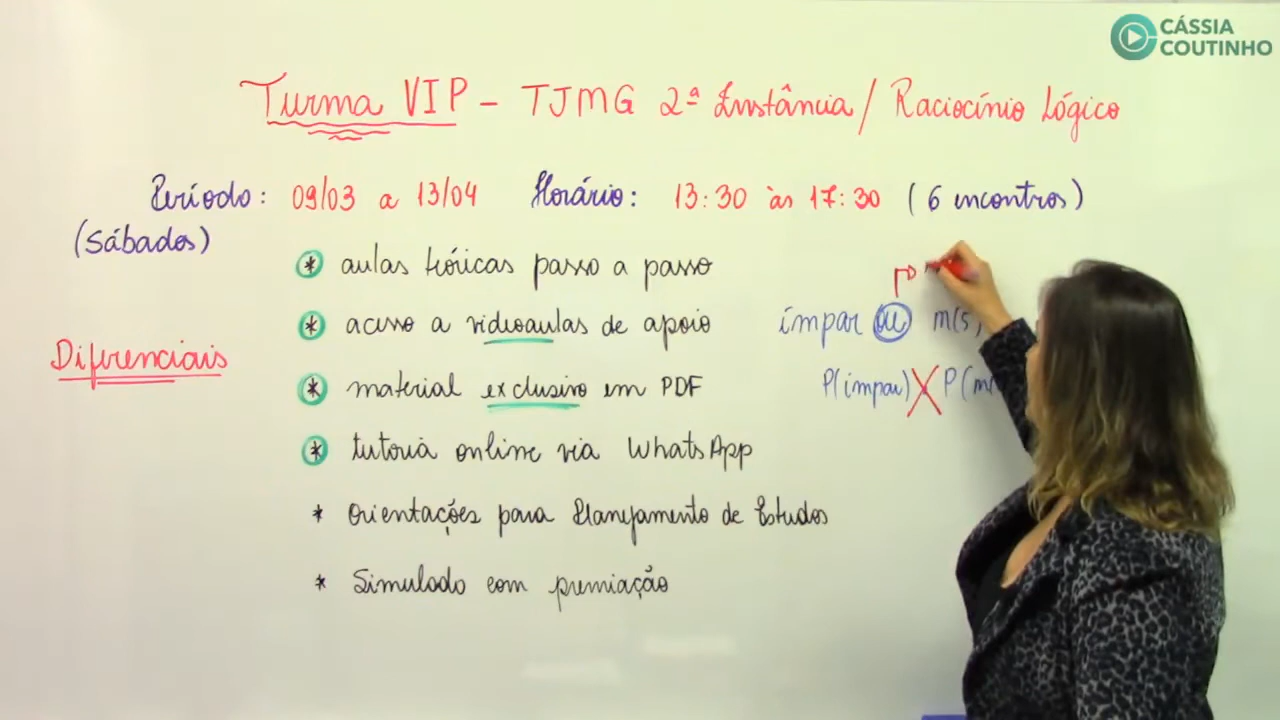 CÁSSIA
COUTINHO
Turma VIP - TJMG 2ª Instância / Raciocínio Lógico
Período: 09/03 a 13/04 Horário: 13:30 às 17:30 (6 encontros)
(Sábados)
Diferenciais
* aulas teóricas passo a passo
* acesso a videoaulas de apoio
* material exclusivo em PDF
* tutoria online via WhatsApp
* Orientações para Planejamento de Estudos
* Simulado com premiação
ímpar ou m(5,
P(ímpar) X P(m